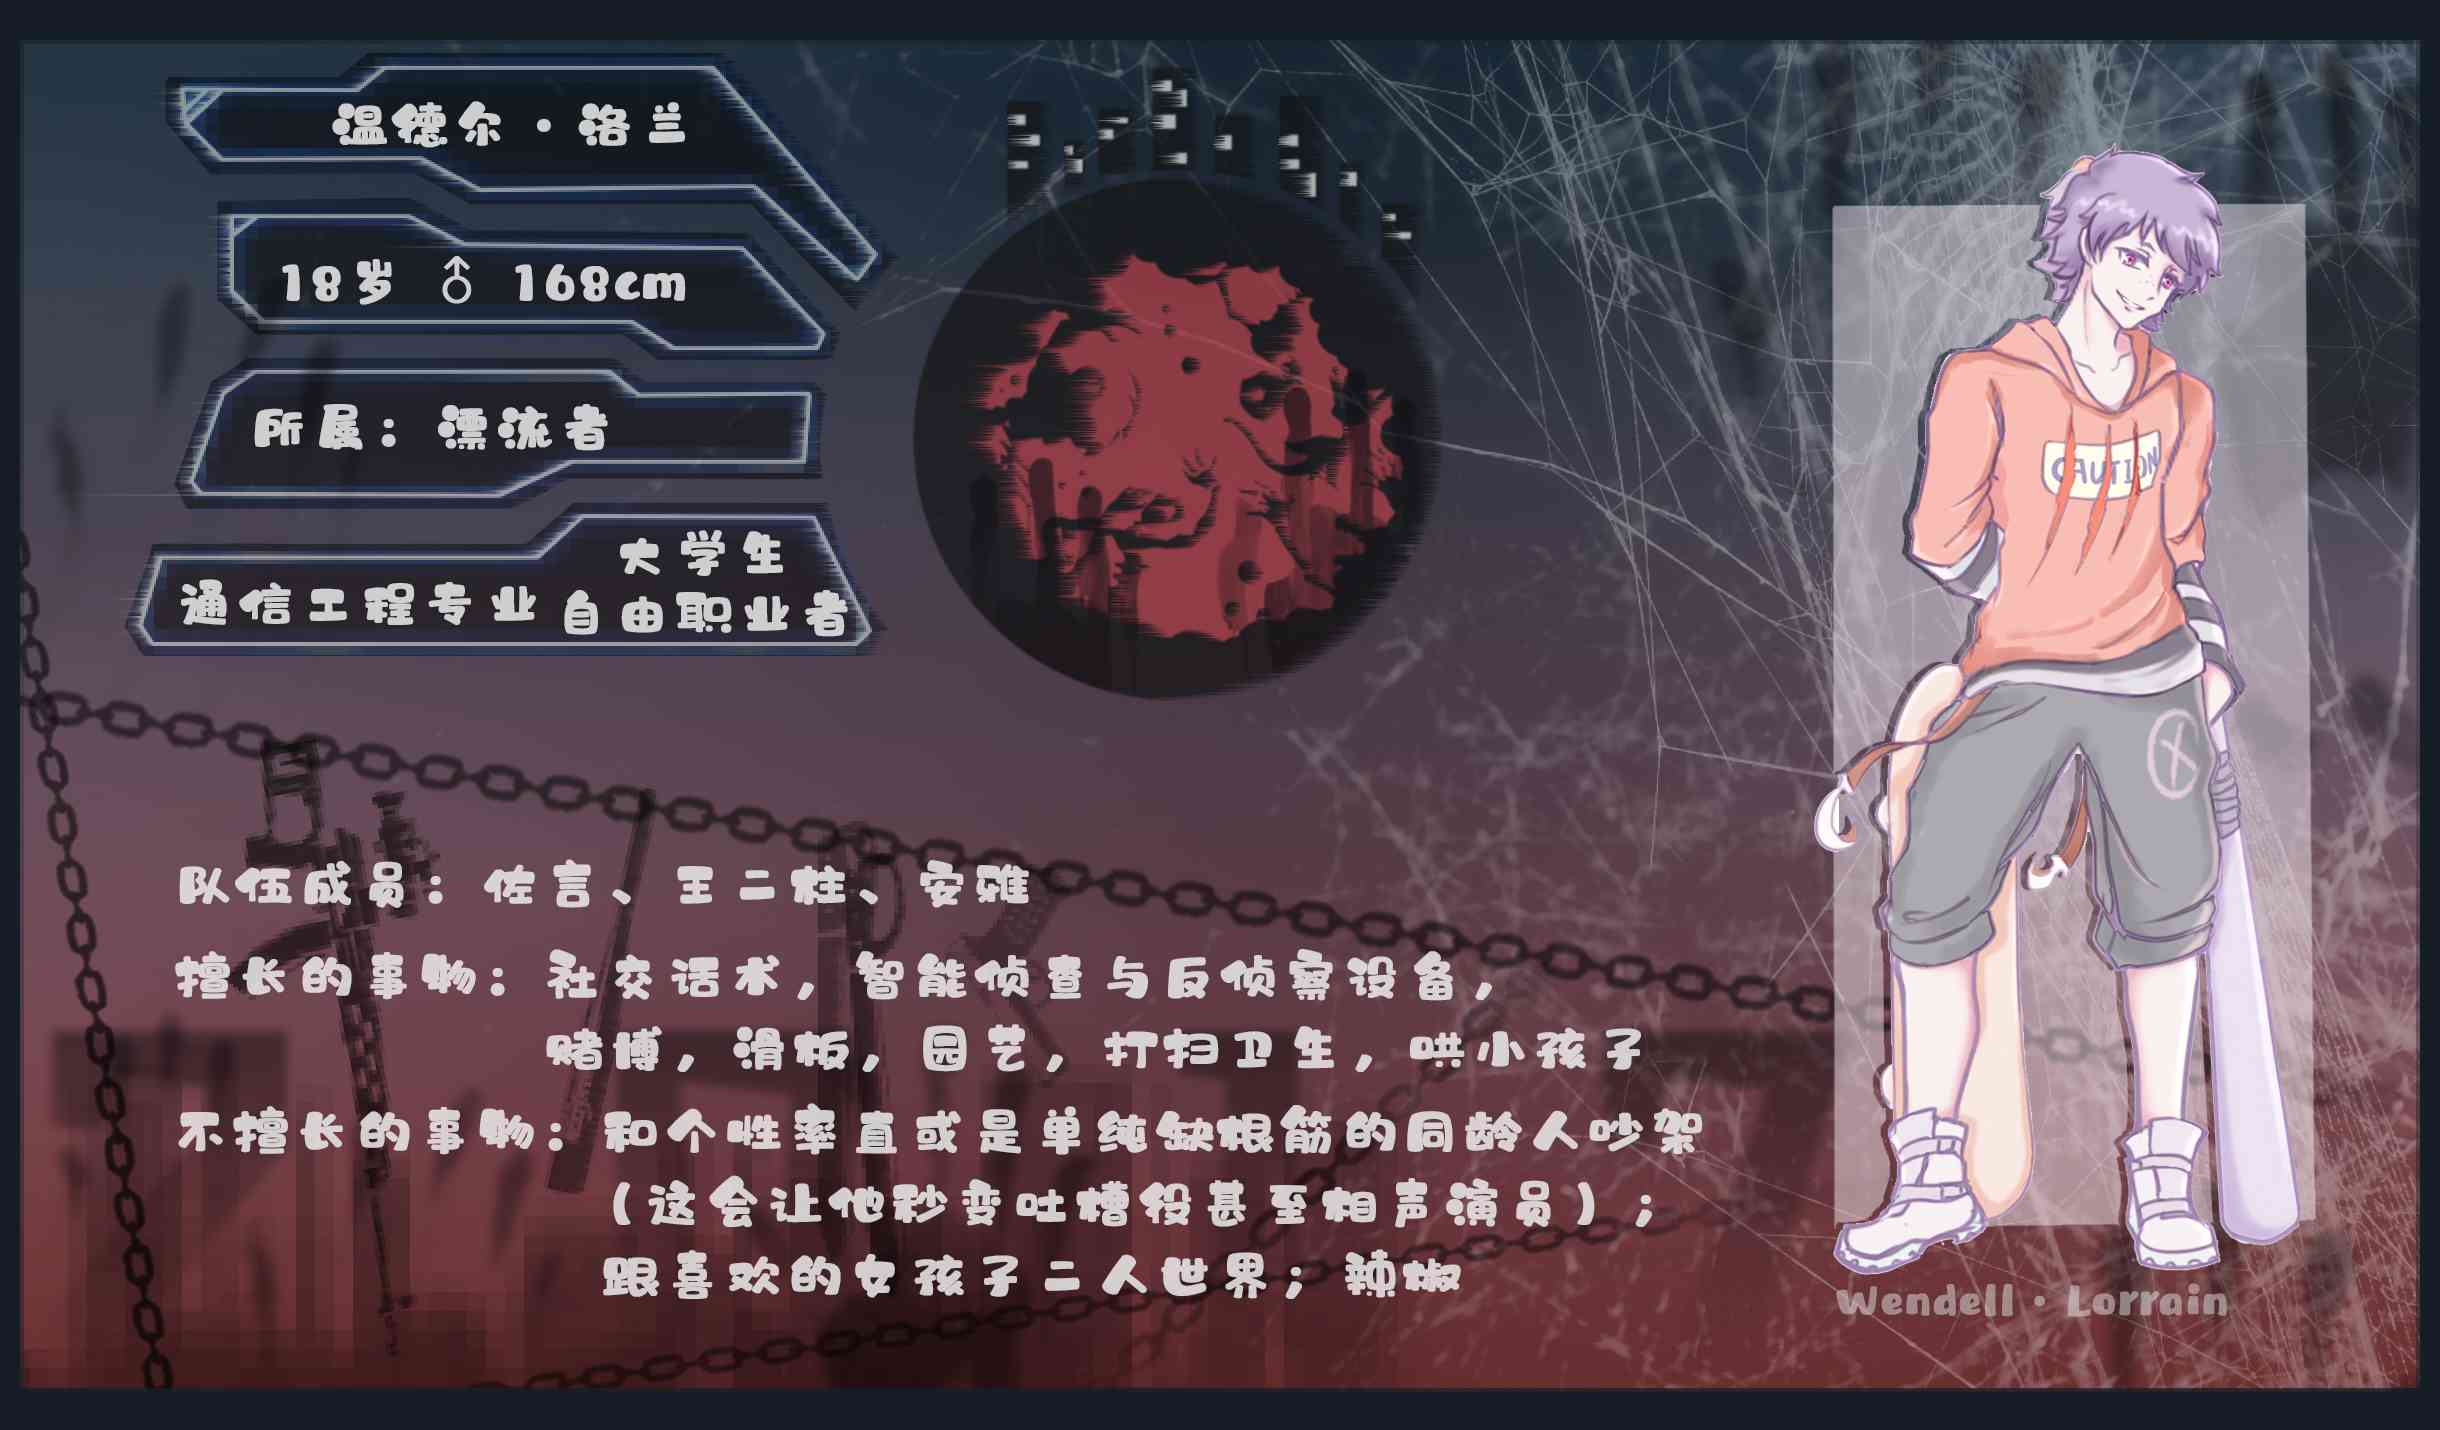 温德尔·洛兰
18岁 ♂ 168cm
所属：漂流者
大学生
通信工程专业 自由职业者
CAUTION
队伍成员：佐言、王二柱、安雅
擅长的事物：社交话术，智能侦查与反侦察设备，
赌博，滑板，园艺，打扫卫生，哄小孩子
不擅长的事物：和个性率直或是单纯缺根筋的同龄人吵架
（这会让他秒变吐槽役甚至相声演员）；
跟喜欢的女孩子二人世界；辣椒
Wendell · Lorrain